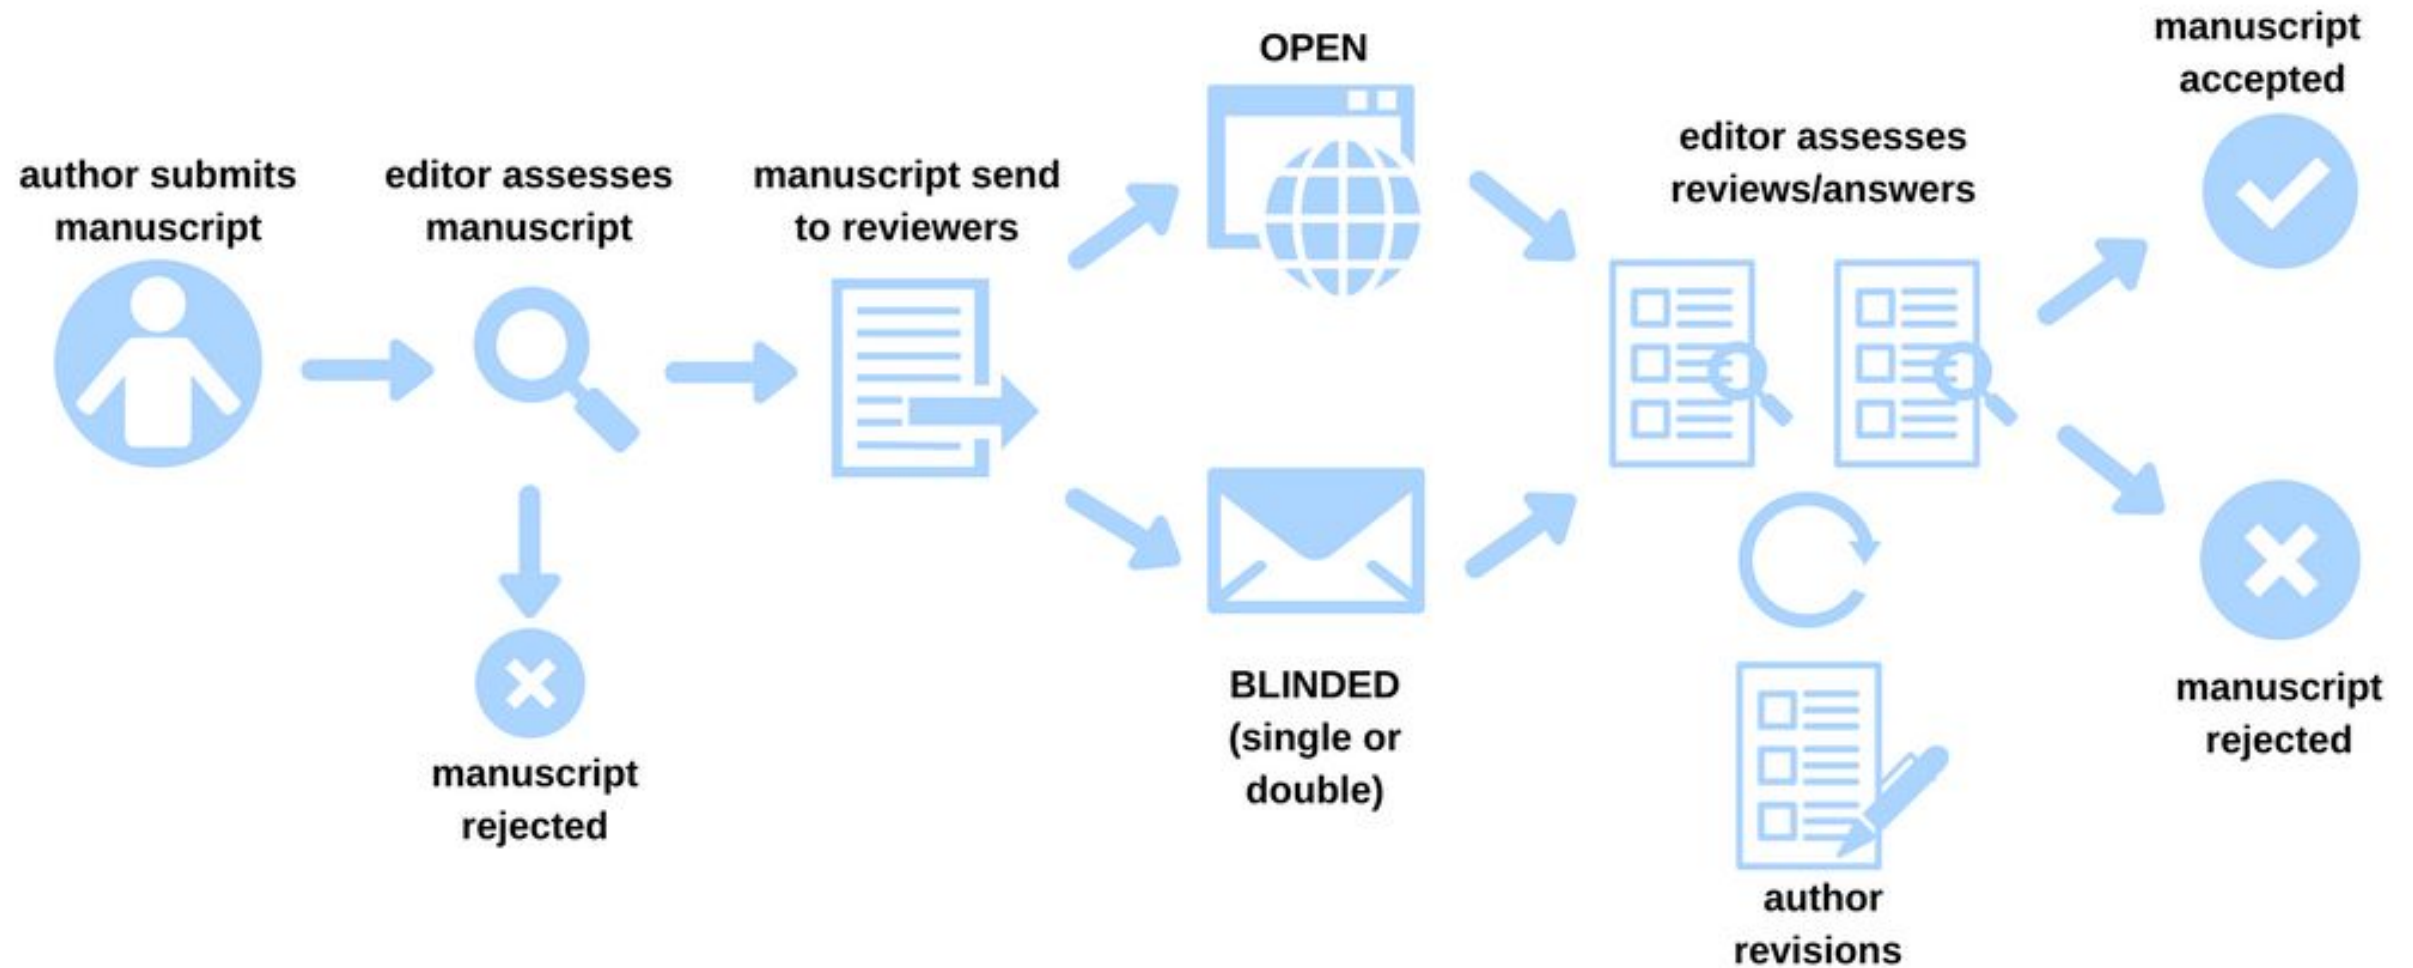 author submits
manuscript
editor assesses
manuscript
manuscript rejected
manuscript send
to reviewers
OPEN
BLINDED
(single or
double)
editor assesses
reviews/answers
author
revisions
manuscript
accepted
manuscript
rejected